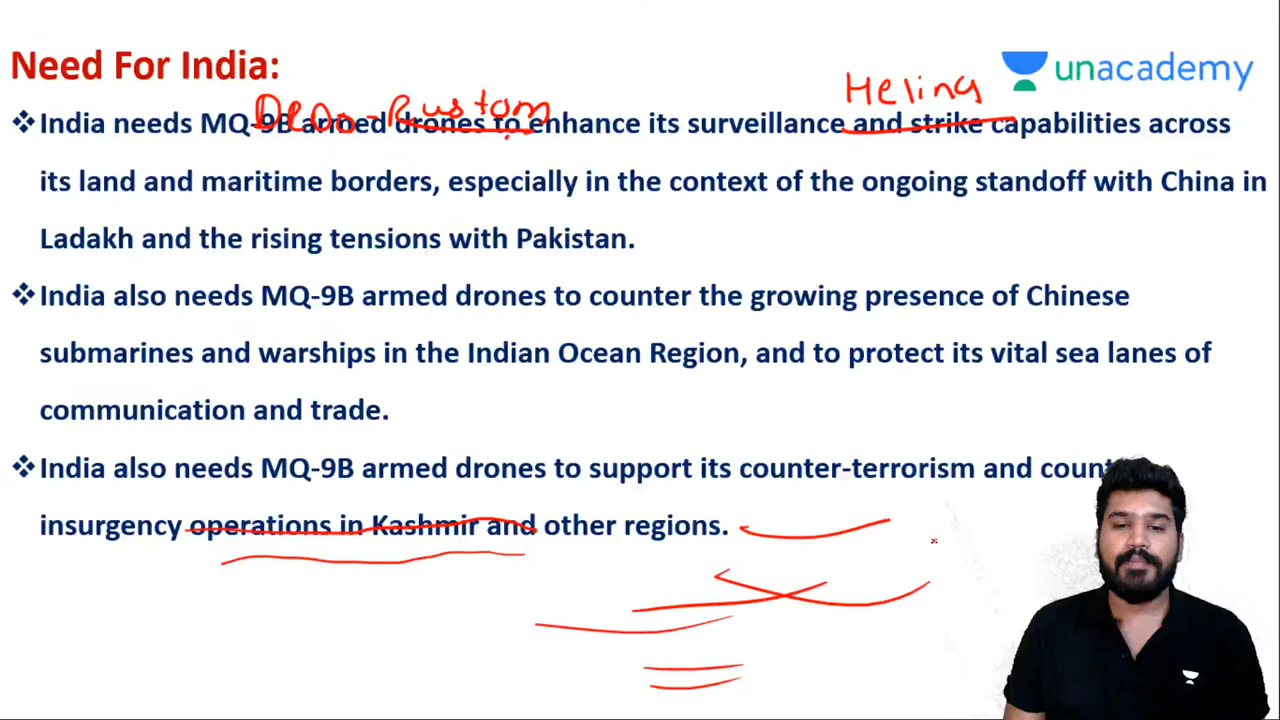 Need For India:
unacademy
Helina
DRDO - Rustom
❖India needs MQ-9B armed drones to enhance its surveillance and strike capabilities across
its land and maritime borders, especially in the context of the ongoing standoff with China in
Ladakh and the rising tensions with Pakistan.
❖India also needs MQ-9B armed drones to counter the growing presence of Chinese
submarines and warships in the Indian Ocean Region, and to protect its vital sea lanes of
communication and trade.
❖India also needs MQ-9B armed drones to support its counter-terrorism and count
insurgency operations in Kashmir and other regions.